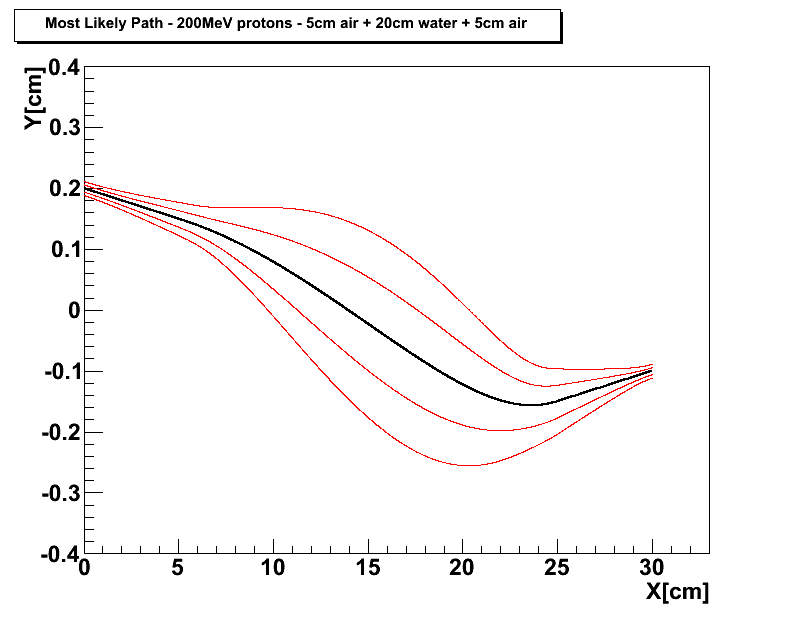 Most Likely Path - 200MeV protons - 5cm air + 20cm water + 5cm air
Y[cm]
0.4
0.3
0.2
0.1
0
-0.1
-0.2
-0.3
-0.4
0 5 10 15 20 25 30
X[cm]